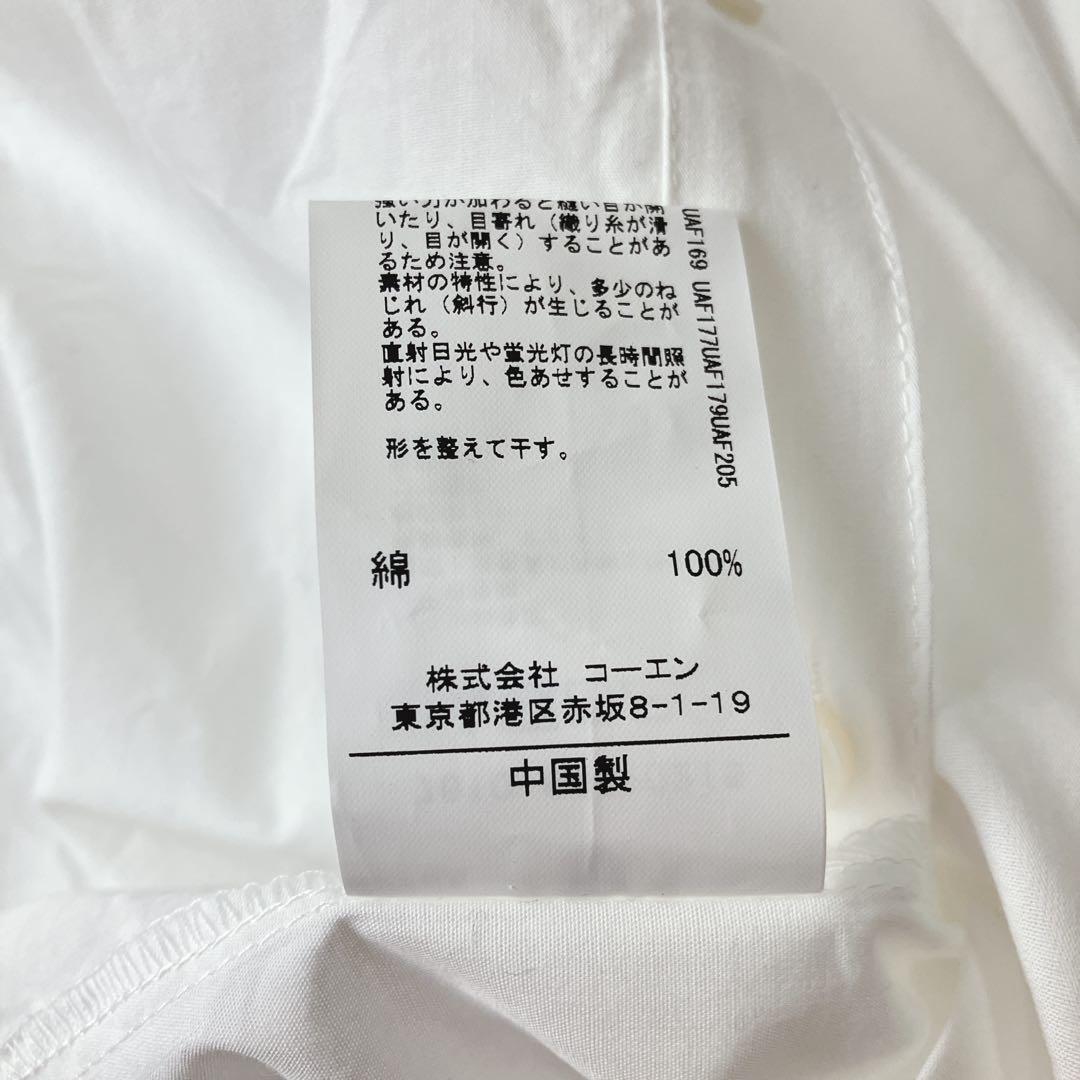 強い力が加わると縫い目が開
いたり、目寄れ（織り糸が滑
り、目が開く）することがあ
るため注意。
素材の特性により、多少のね
じれ（斜行）が生じることが
ある。
直射日光や蛍光灯の長時間照
射により、色あせすることが
ある。
形を整えて干す。
UAF169 UAF177UAF179UAF205
綿 100%
株式会社 コーエン
東京都港区赤坂8-1-19
中国製